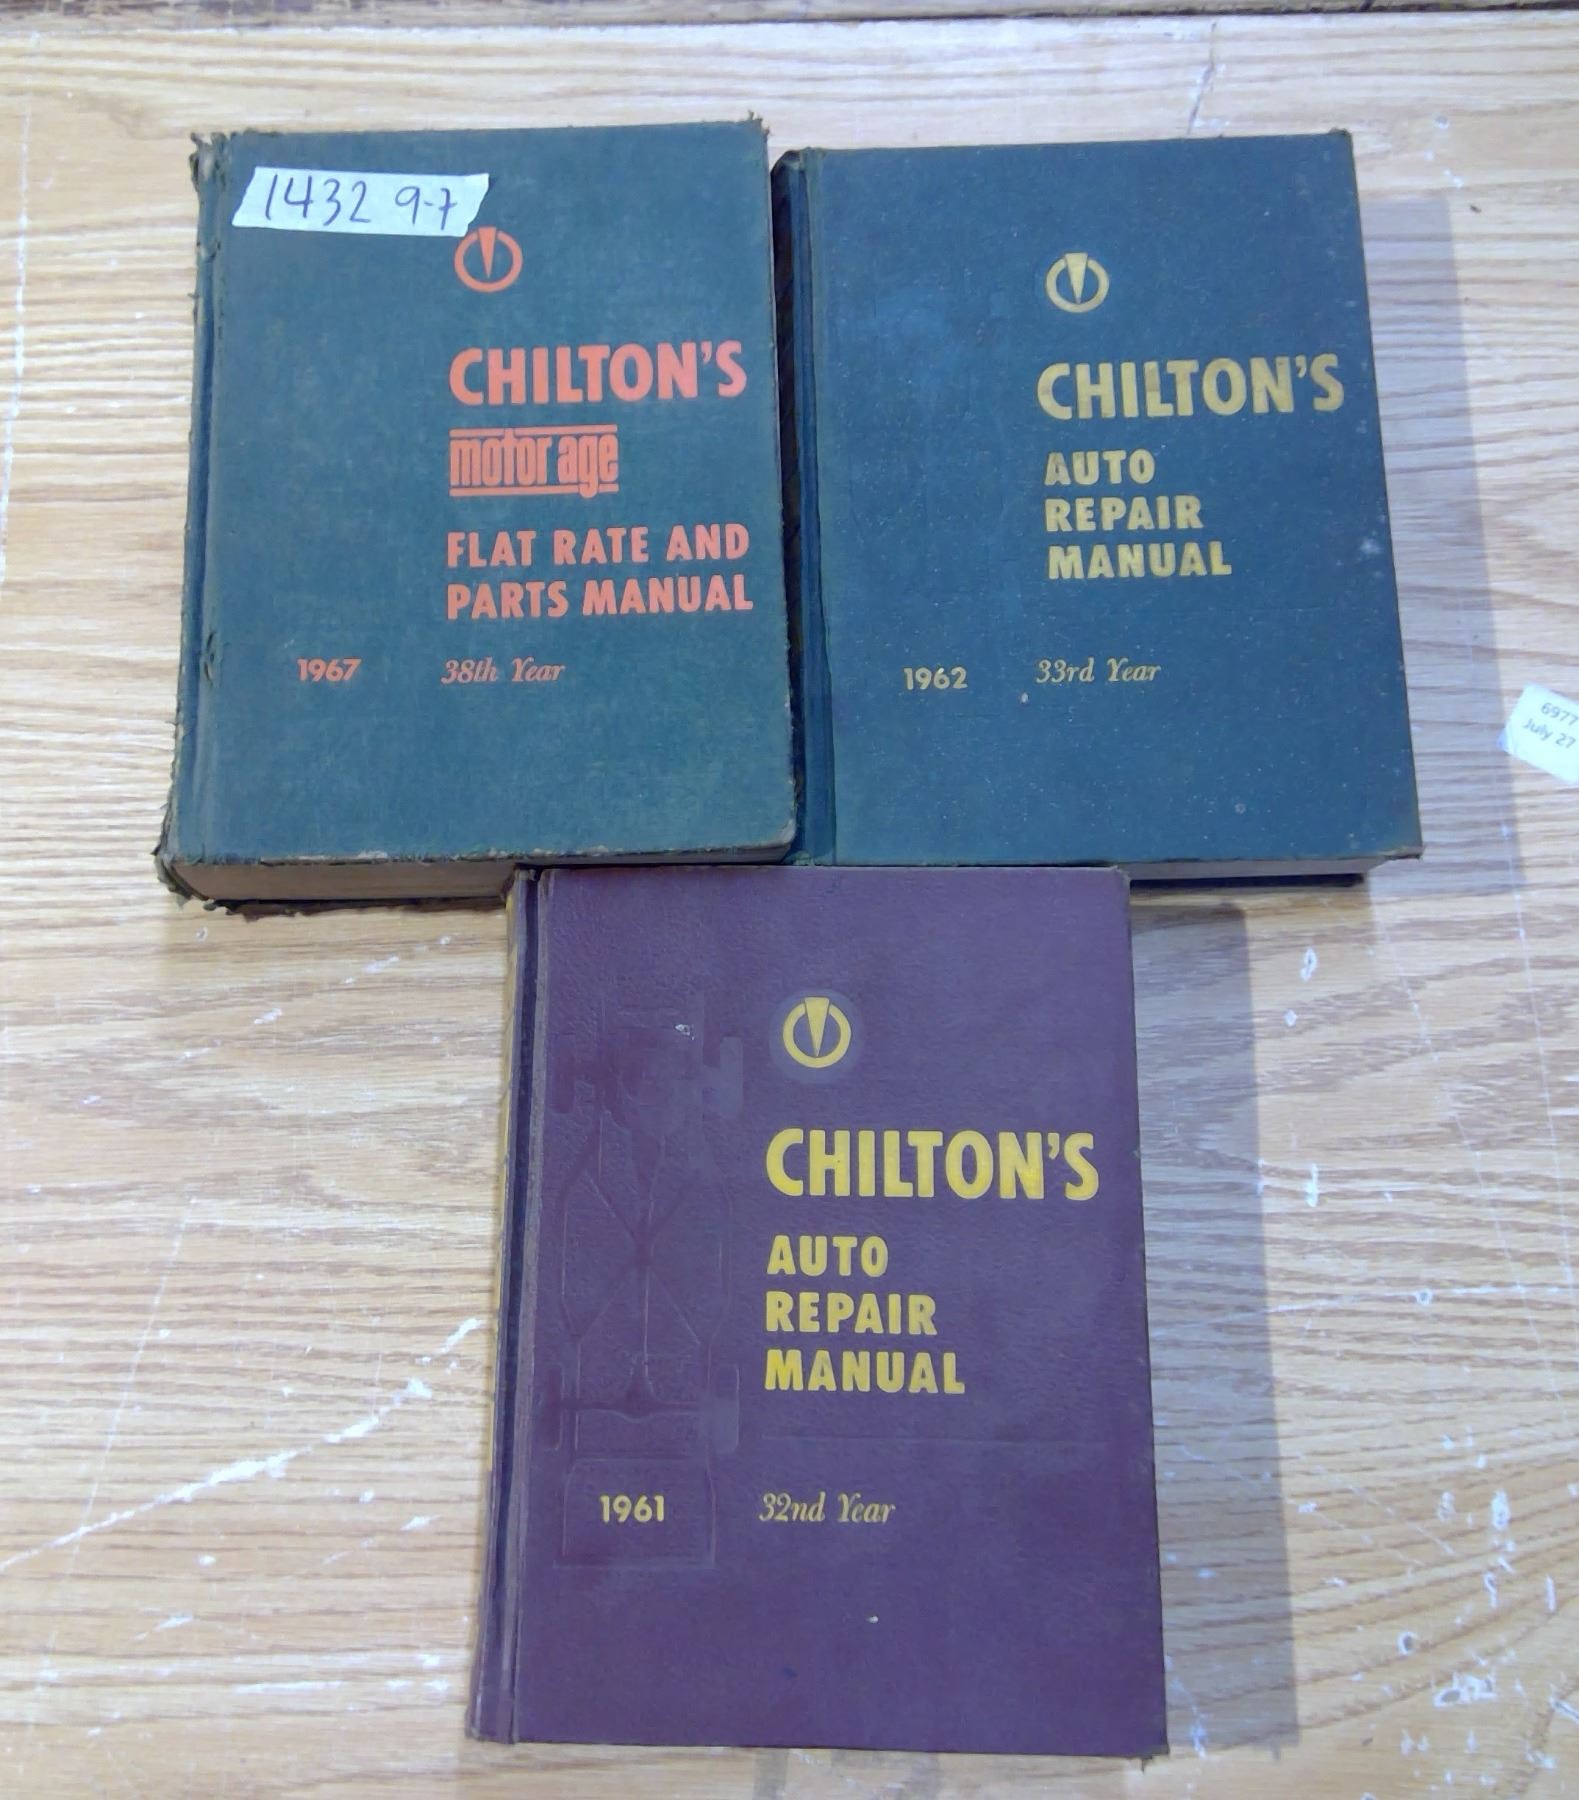 1432 9-7
CHILTON'S
motor age
FLAT RATE AND
PARTS MANUAL
1967 38th Year
CHILTON'S
AUTO
REPAIR
MANUAL
1962 33rd Year
6977
July 27
CHILTON'S
AUTO
REPAIR
MANUAL
1961 32nd Year